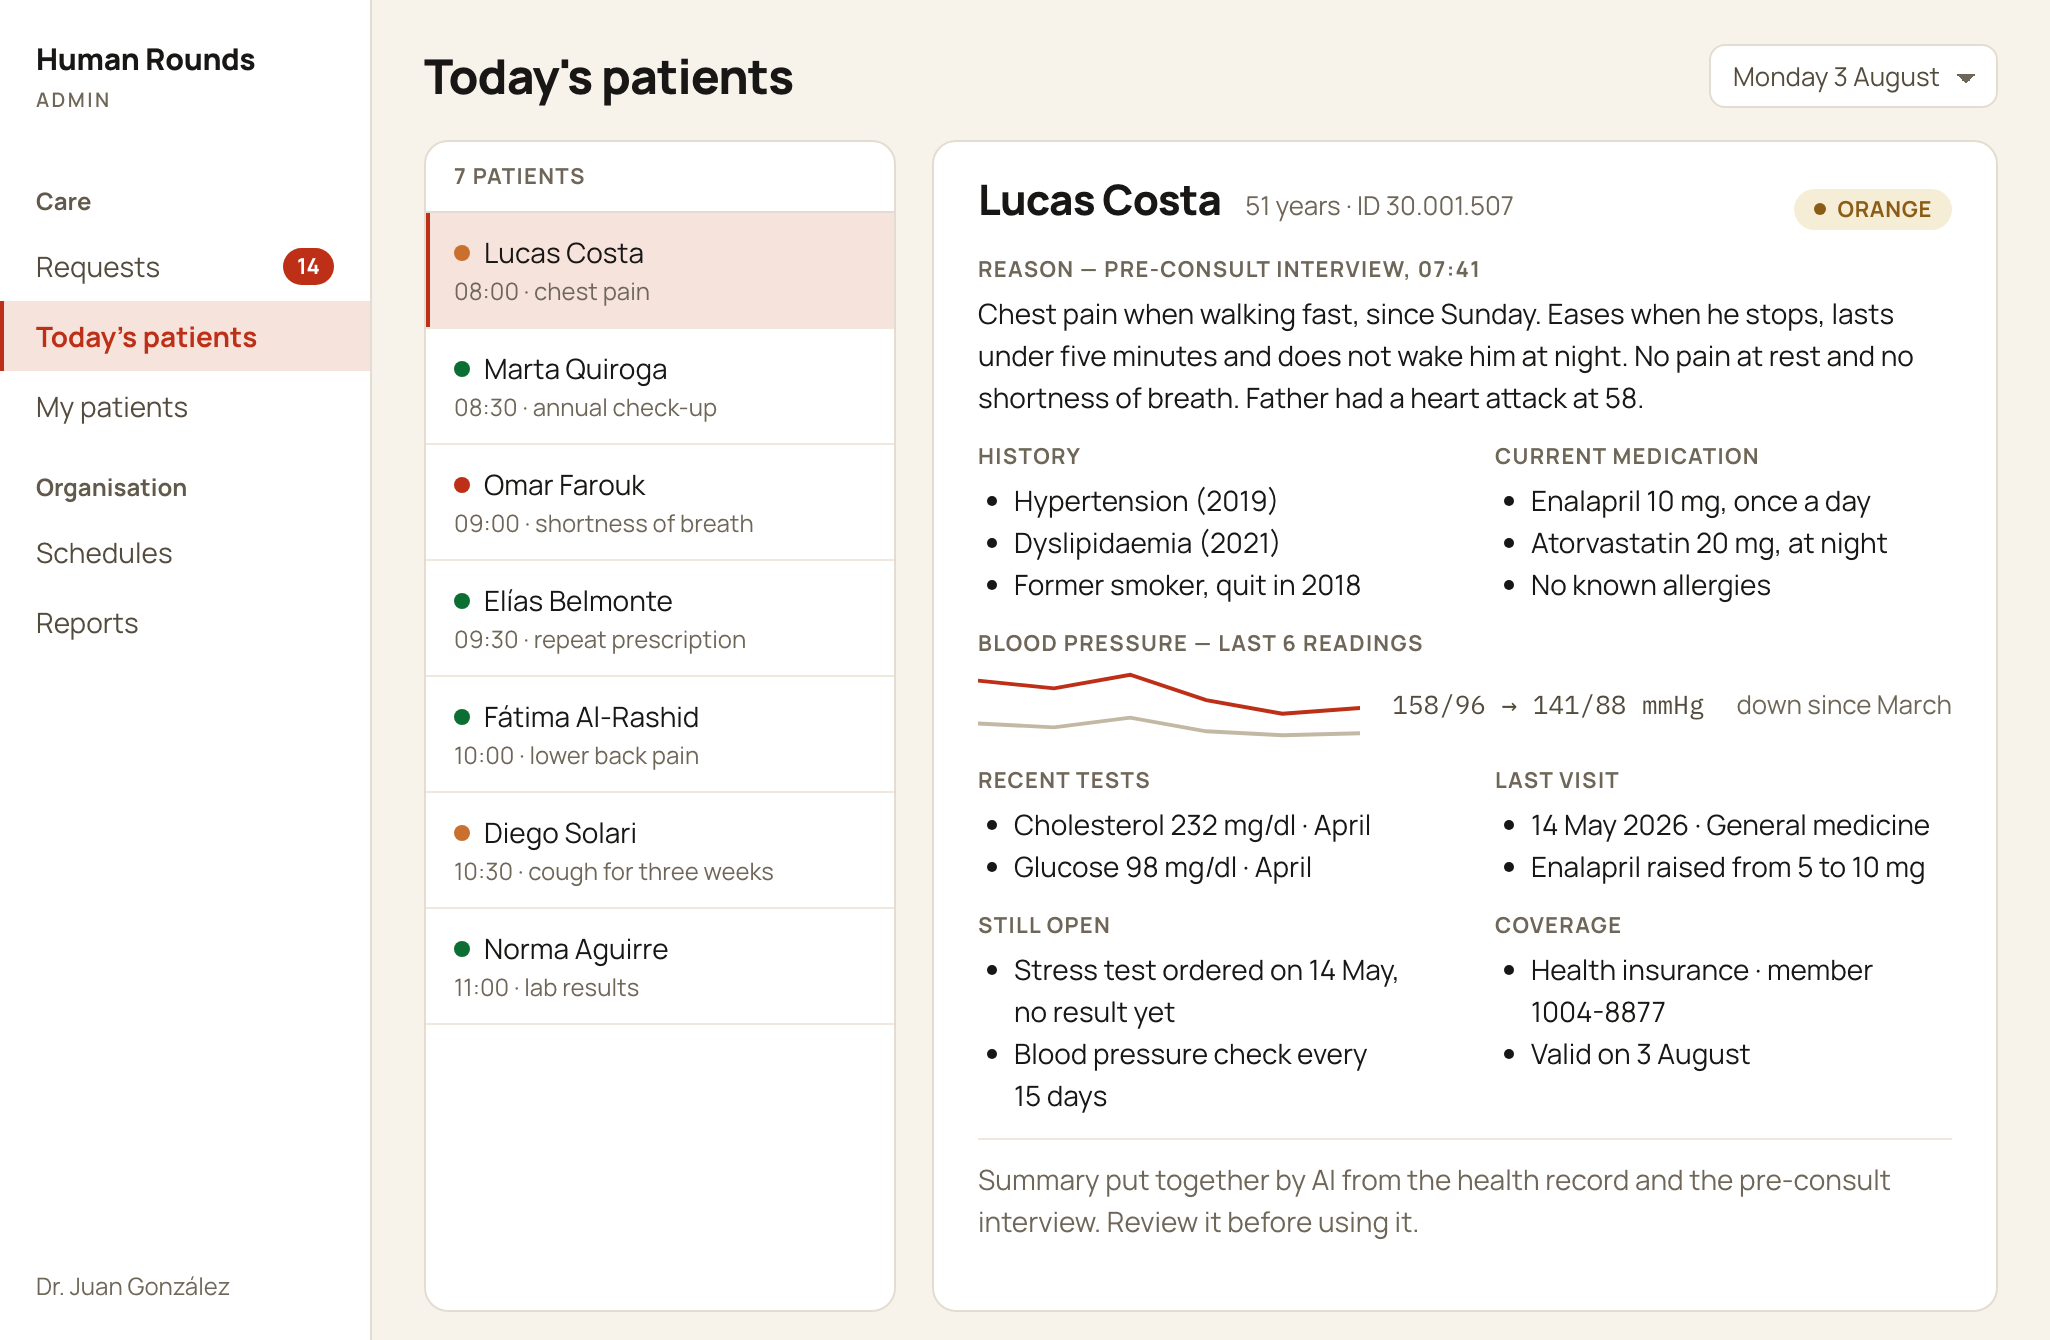 Human Rounds
ADMIN
Care
Requests 14
Today's patients
My patients
Organisation
Schedules
Reports
Dr. Juan González
Today's patients
Monday 3 August
7 PATIENTS
Lucas Costa
08:00 · chest pain
Marta Quiroga
08:30 · annual check-up
Omar Farouk
09:00 · shortness of breath
Elías Belmonte
09:30 · repeat prescription
Fátima Al-Rashid
10:00 · lower back pain
Diego Solari
10:30 · cough for three weeks
Norma Aguirre
11:00 · lab results
Lucas Costa 51 years · ID 30.001.507
ORANGE
REASON — PRE-CONSULT INTERVIEW, 07:41
Chest pain when walking fast, since Sunday. Eases when he stops, lasts
under five minutes and does not wake him at night. No pain at rest and no
shortness of breath. Father had a heart attack at 58.
HISTORY
• Hypertension (2019)
• Dyslipidaemia (2021)
• Former smoker, quit in 2018
CURRENT MEDICATION
• Enalapril 10 mg, once a day
• Atorvastatin 20 mg, at night
• No known allergies
BLOOD PRESSURE — LAST 6 READINGS
158/96 → 141/88 mmHg down since March
RECENT TESTS
• Cholesterol 232 mg/dl · April
• Glucose 98 mg/dl · April
LAST VISIT
• 14 May 2026 · General medicine
• Enalapril raised from 5 to 10 mg
STILL OPEN
• Stress test ordered on 14 May,
no result yet
• Blood pressure check every
15 days
COVERAGE
• Health insurance · member
1004-8877
• Valid on 3 August
Summary put together by AI from the health record and the pre-consult
interview. Review it before using it.